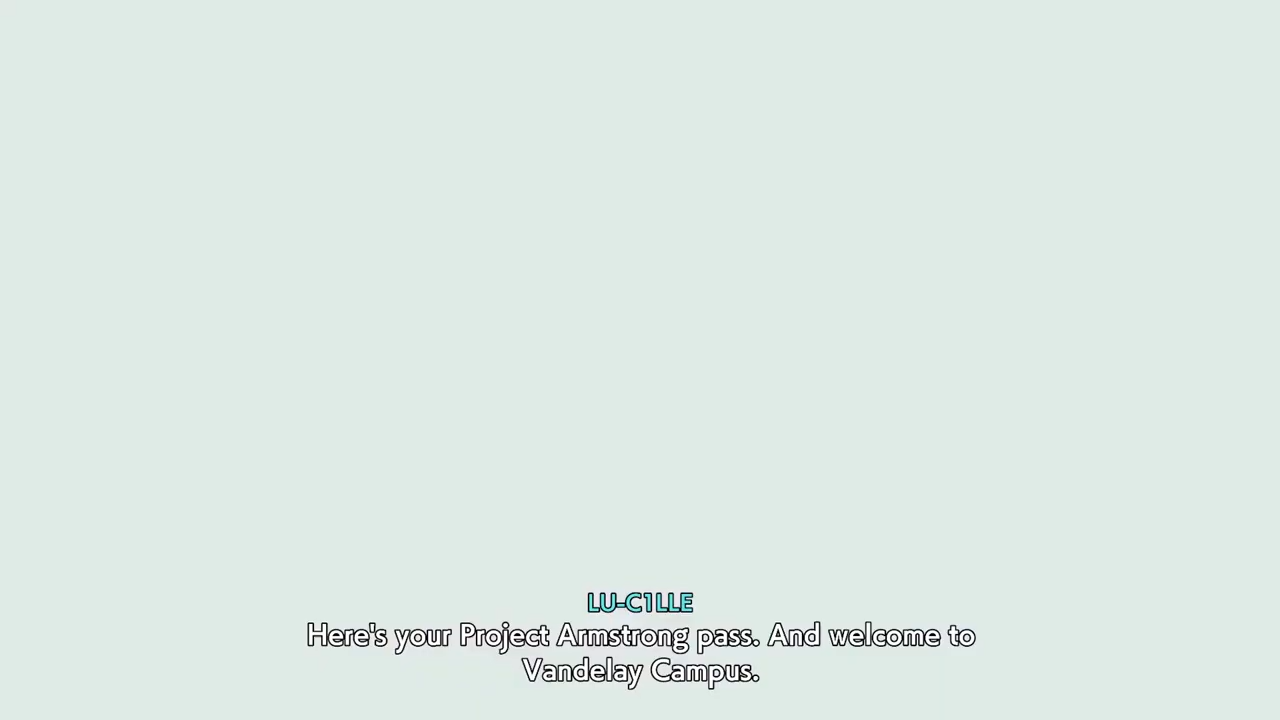 LU-C1LLE
Here's your Project Armstrong pass. And welcome to
Vandelay Campus.